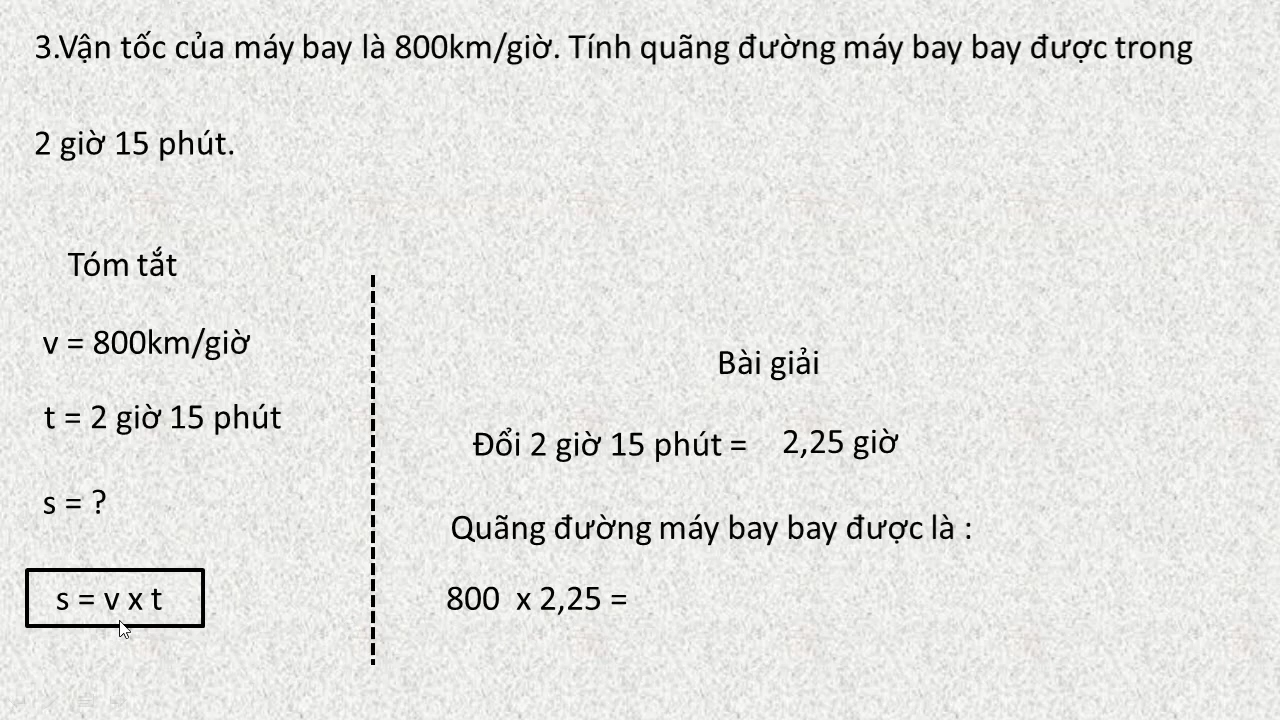 3.Vận tốc của máy bay là 800km/giờ. Tính quãng đường máy bay bay được trong
2 giờ 15 phút.
Tóm tắt
v = 800km/giờ
t = 2 giờ 15 phút
s = ?
s = v x t
Bài giải
Đổi 2 giờ 15 phút = 2,25 giờ
Quãng đường máy bay bay được là :
800 x 2,25 =